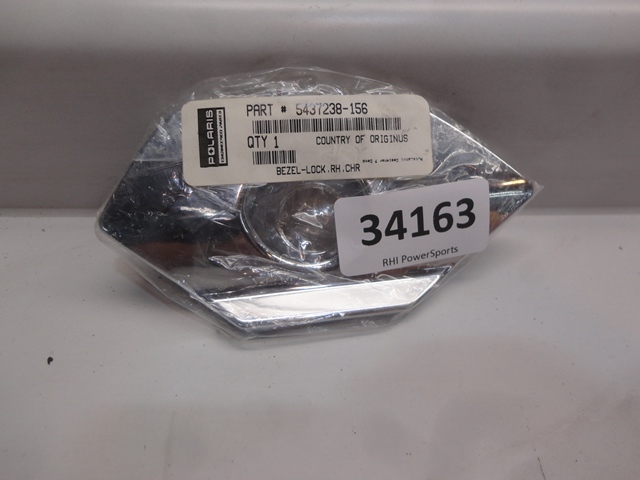 POLARIS
PART # 5437238-156
QTY 1 COUNTRY OF ORIGINUS
BEZEL-LOCK.RH.CHR
34163
RHI PowerSports